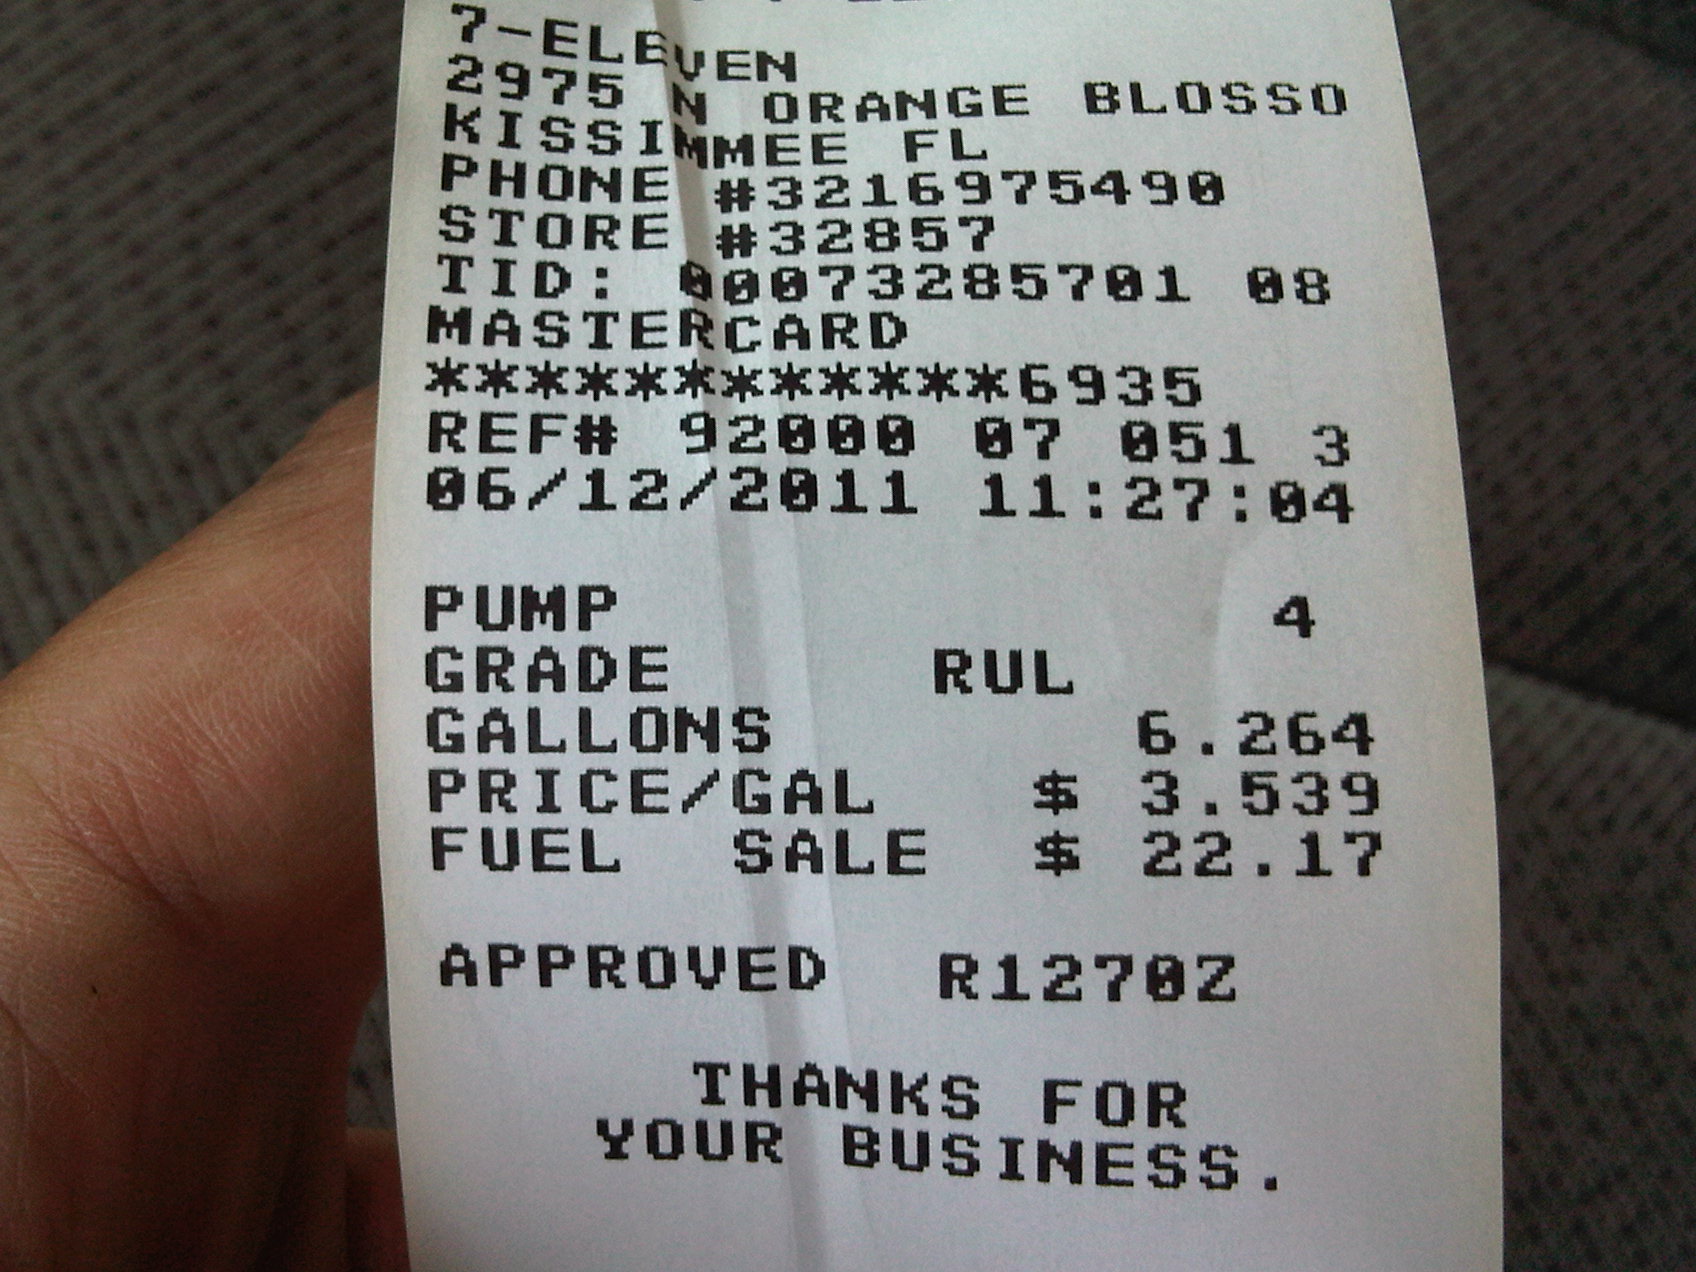 7-ELEVEN
2975 N ORANGE BLOSSO
KISSIMMEE FL
PHONE #3216975490
STORE #32857
TID: 00073285701 08
MASTERCARD
************6935
REF# 92000 07 051 3
06/12/2011 11:27:04
PUMP 4
GRADE RUL
GALLONS 6.264
PRICE/GAL $ 3.539
FUEL SALE $ 22.17
APPROVED R1270Z
THANKS FOR
YOUR BUSINESS.